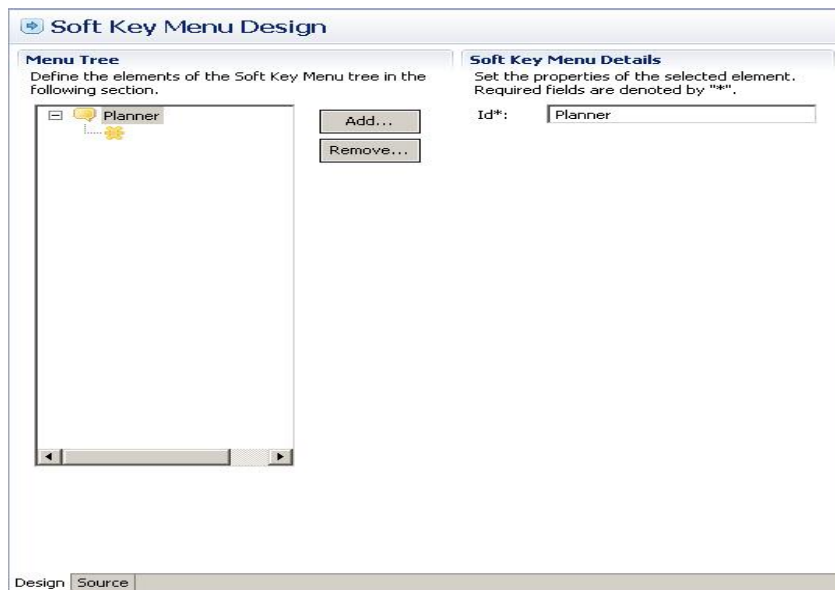 Soft Key Menu Design
Menu Tree
Define the elements of the Soft Key Menu tree in the
following section.
Planner
Add...
Remove...
Soft Key Menu Details
Set the properties of the selected element.
Required fields are denoted by "*".
Id*: Planner
Design Source